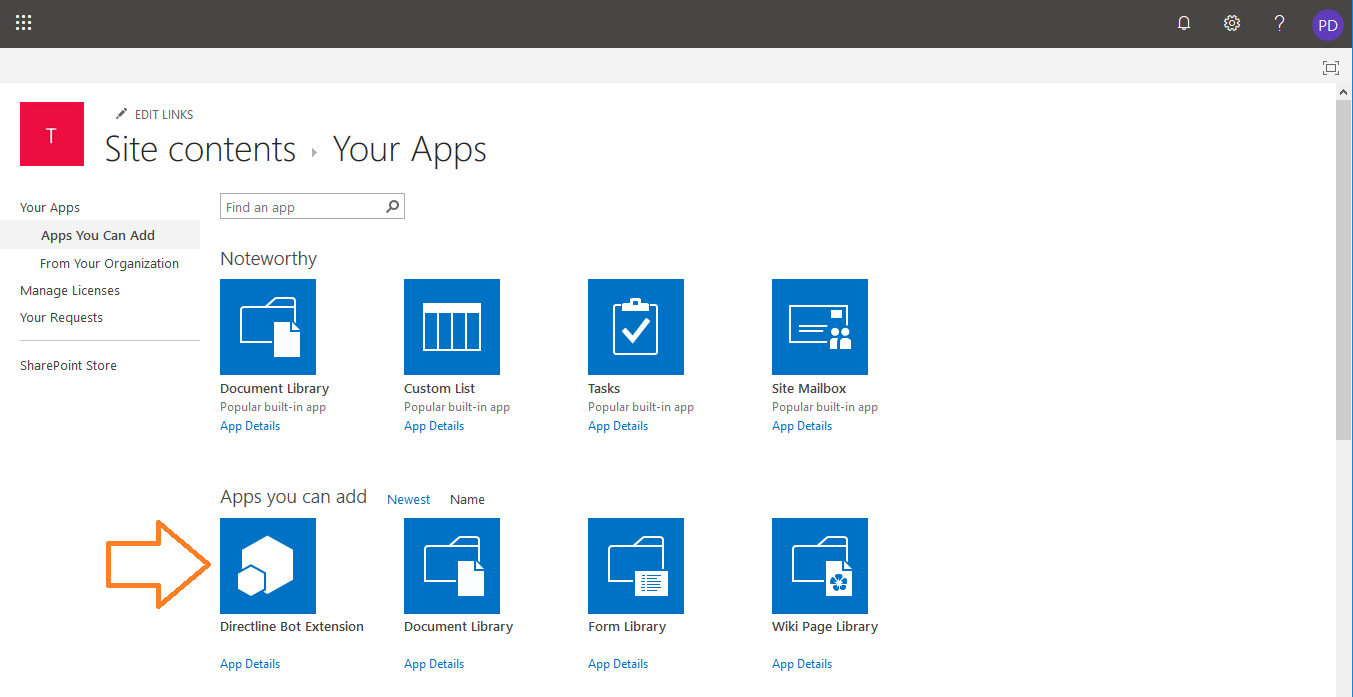 PD
EDIT LINKS
T
Site contents Your Apps
Your Apps
Apps You Can Add
From Your Organization
Manage Licenses
Your Requests
SharePoint Store
Find an app
Noteworthy
Document Library Custom List Tasks Site Mailbox
Popular built-in app Popular built-in app Popular built-in app Popular built-in app
App Details App Details App Details App Details
Apps you can add Newest Name
Directline Bot Extension Document Library Form Library Wiki Page Library
App Details App Details App Details App Details